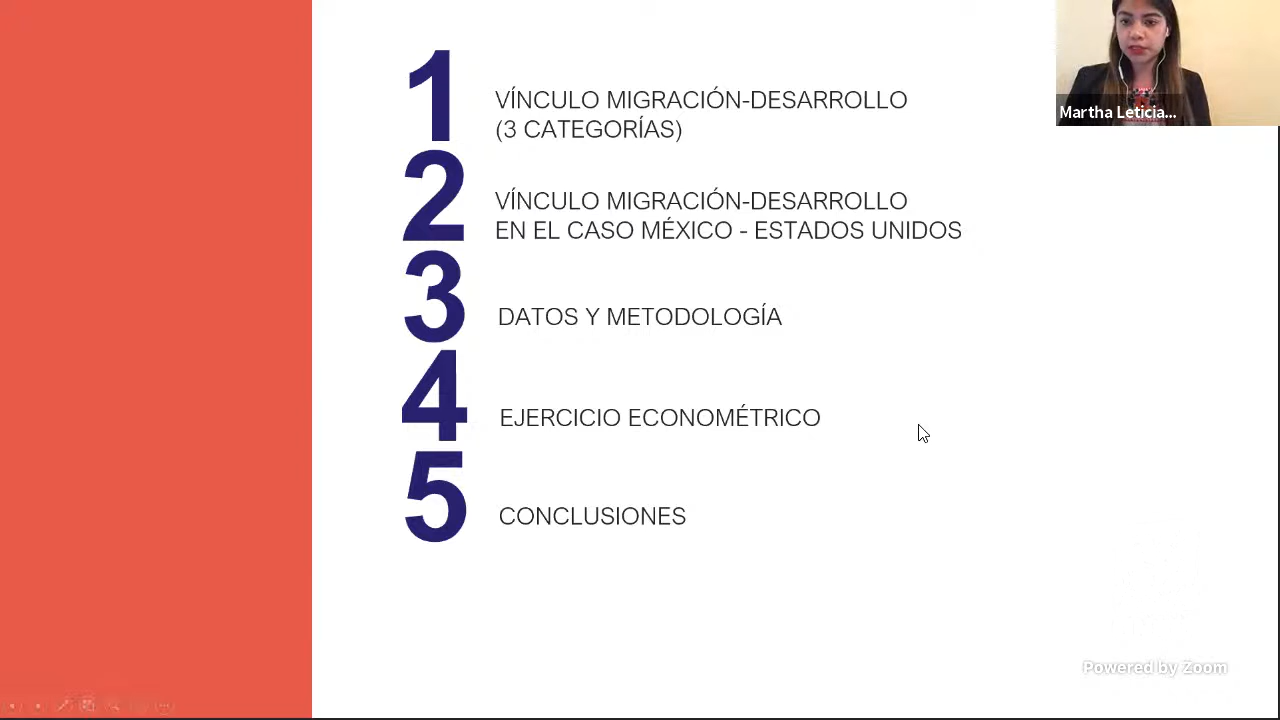 1
VÍNCULO MIGRACIÓN-DESARROLLO
(3 CATEGORÍAS)
2
VÍNCULO MIGRACIÓN-DESARROLLO
EN EL CASO MÉXICO - ESTADOS UNIDOS
3
DATOS Y METODOLOGÍA
4
EJERCICIO ECONOMÉTRICO
5
CONCLUSIONES
Martha Leticia...
Powered by Zoom